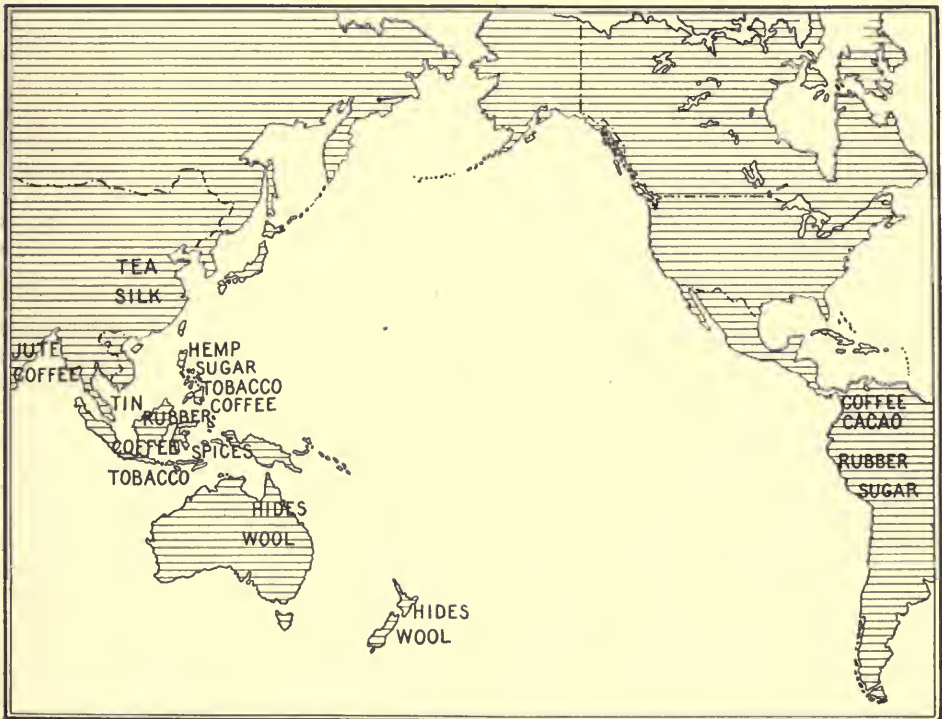 TEA
SILK
JUTE
COFFEE
TIN
HEMP
SUGAR
TOBACCO
COFFEE
RUBBER
COFFEE
SPICES
TOBACCO
HIDES
WOOL
HIDES
WOOL
COFFEE
CACAO
RUBBER
SUGAR